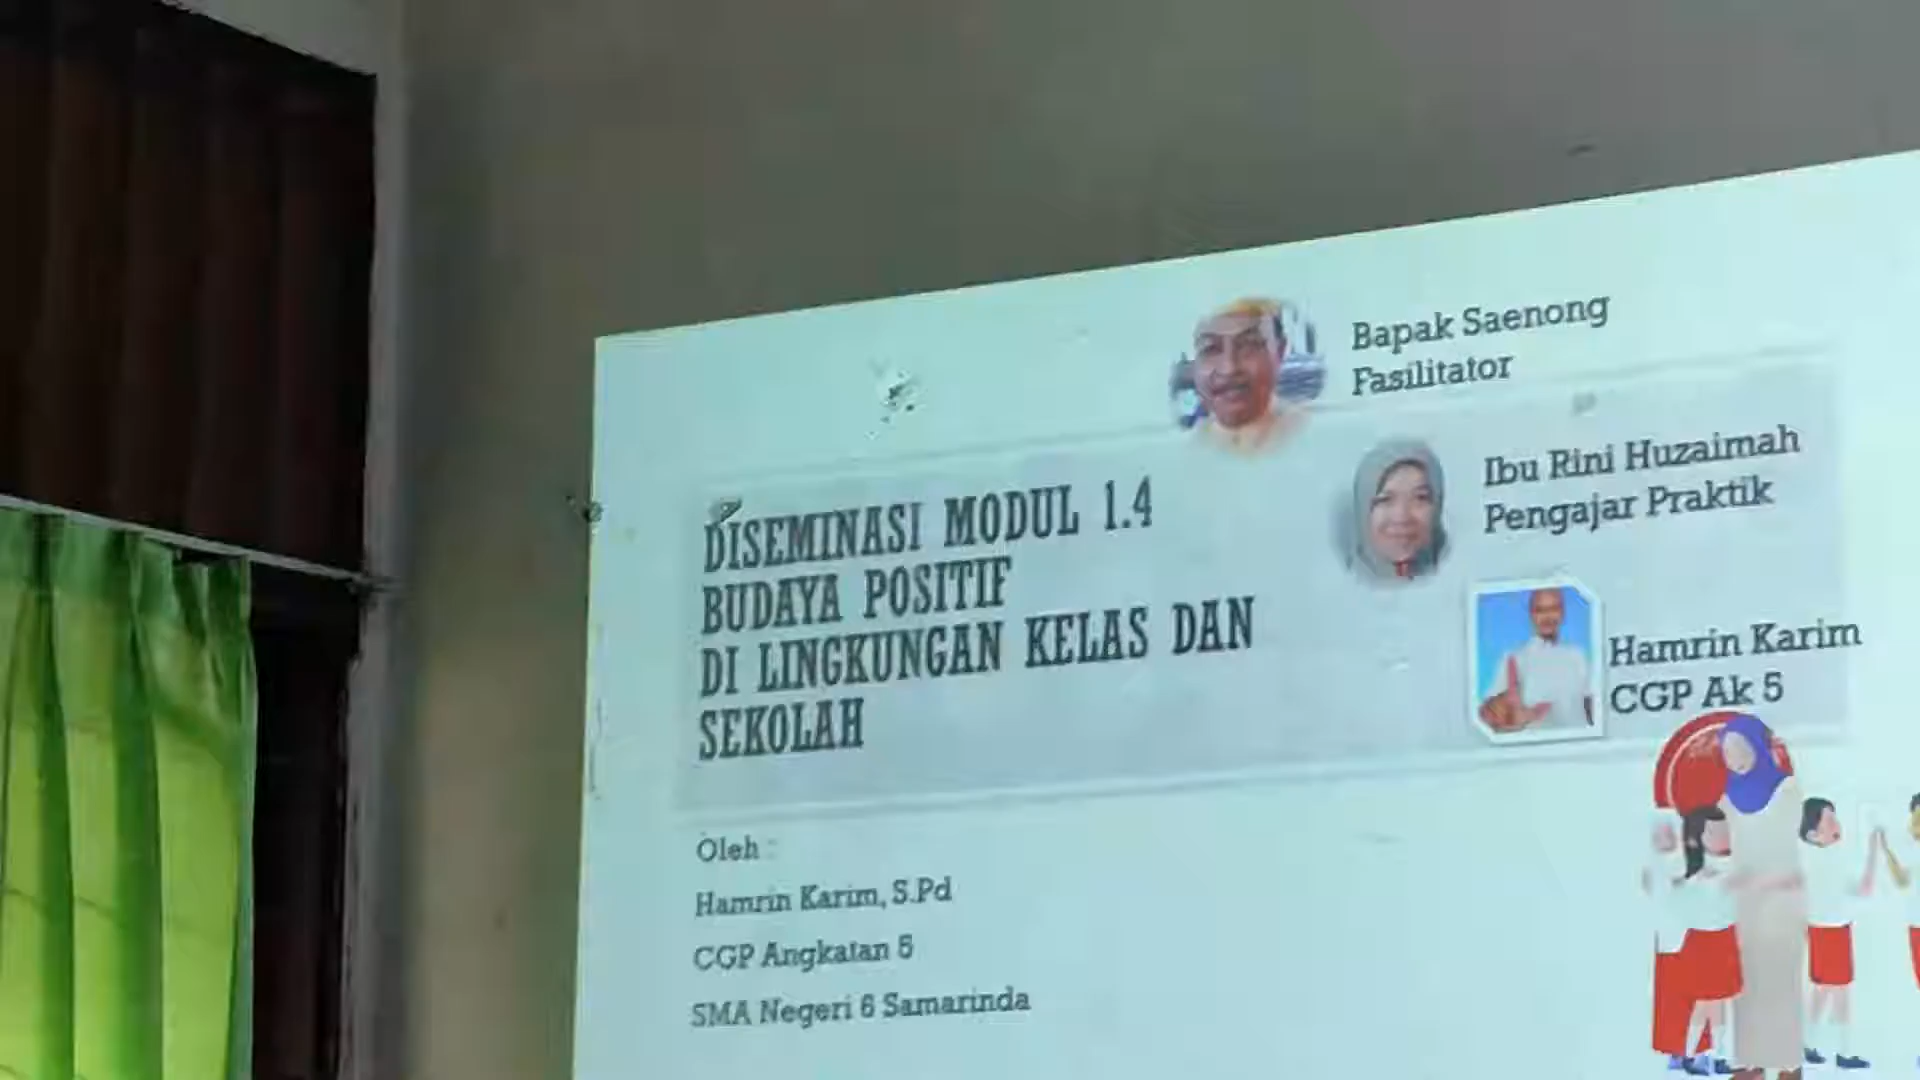 Bapak Saenong
Fasilitator
Ibu Rini Huzaimah
Pengajar Praktik
Hamrin Karim
CGP Ak 5
DISEMINASI MODUL 1.4
BUDAYA POSITIF
DI LINGKUNGAN KELAS DAN
SEKOLAH
Oleh :
Hamrin Karim, S.Pd
CGP Angkatan 5
SMA Negeri 6 Samarinda